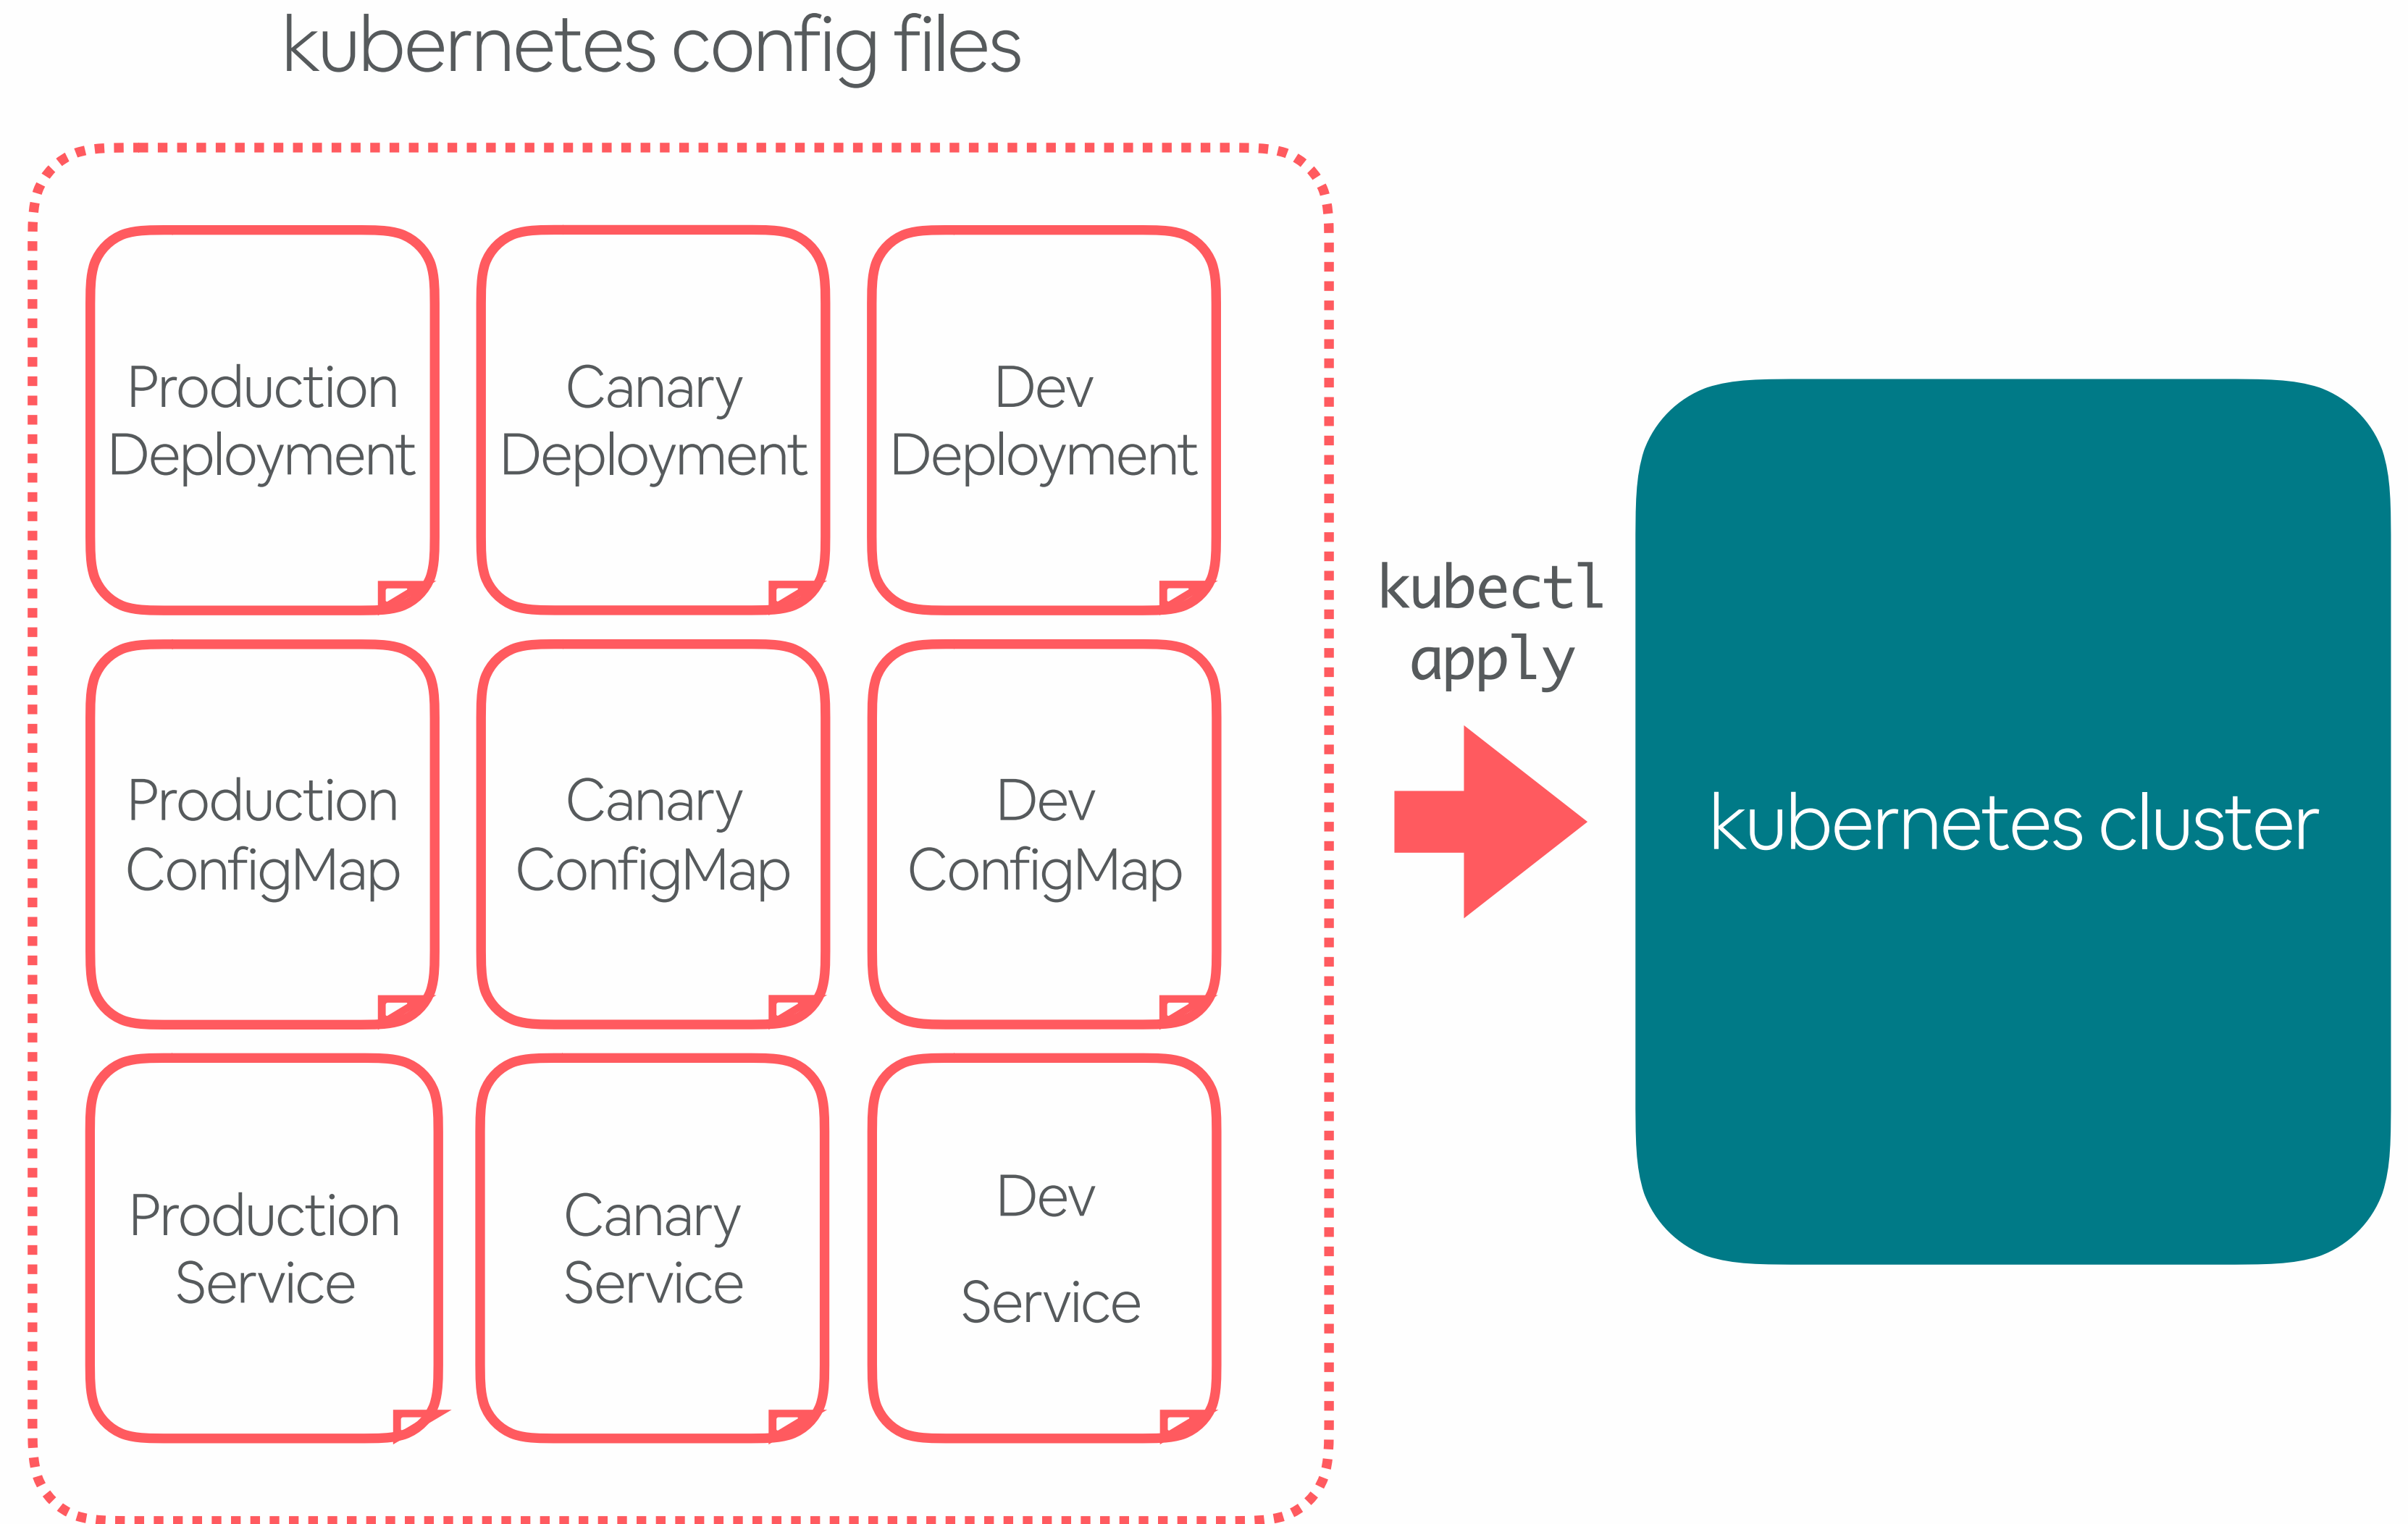 kubernetes config files
Production
Deployment
Canary
Deployment
Dev
Deployment
Production
ConfigMap
Canary
ConfigMap
Dev
ConfigMap
Production
Service
Canary
Service
Dev
Service
kubectl
apply
kubernetes cluster